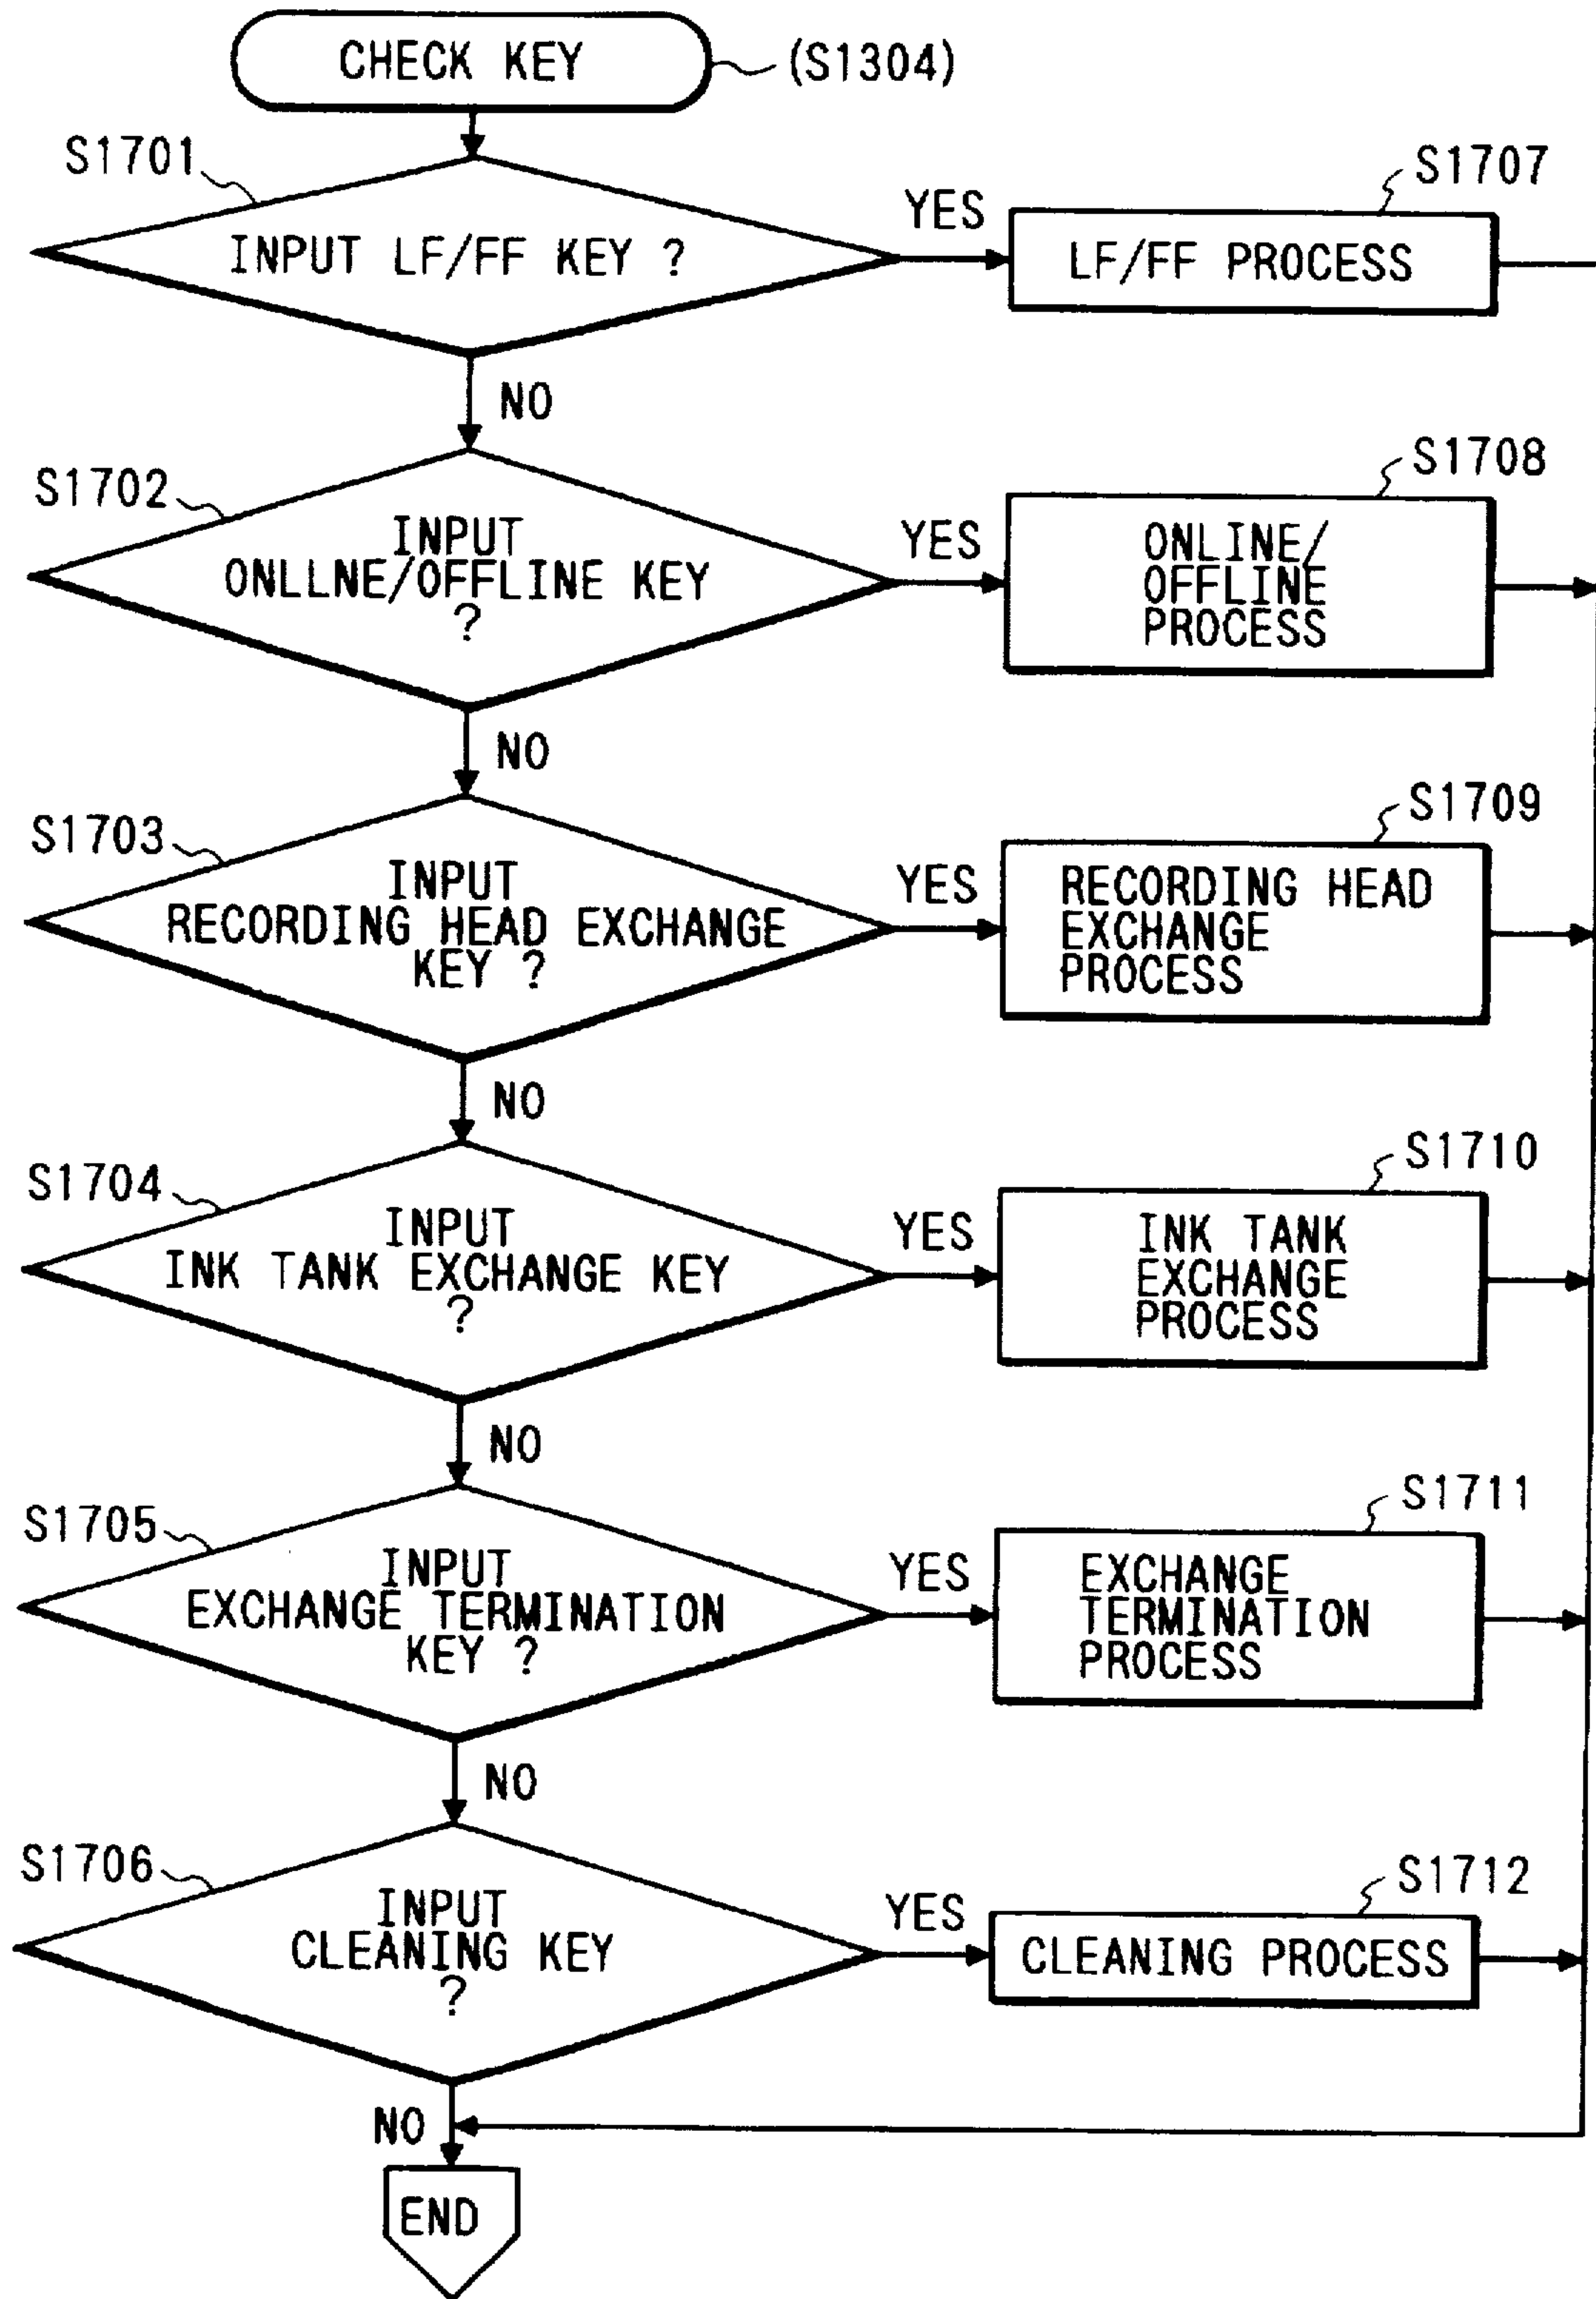 CHECK KEY
(S1304)
S1701
INPUT LF/FF KEY ?
YES
S1707
LF/FF PROCESS
NO
S1702
INPUT
ONLLNE/OFFLINE KEY
?
YES
S1708
ONLINE/
OFFLINE
PROCESS
NO
S1703
INPUT
RECORDING HEAD EXCHANGE
KEY ?
YES
S1709
RECORDING HEAD
EXCHANGE
PROCESS
NO
S1704
INPUT
INK TANK EXCHANGE KEY
?
YES
S1710
INK TANK
EXCHANGE
PROCESS
NO
S1705
INPUT
EXCHANGE TERMINATION
KEY ?
YES
S1711
EXCHANGE
TERMINATION
PROCESS
NO
S1706
INPUT
CLEANING KEY
?
YES
S1712
CLEANING PROCESS
NO
END